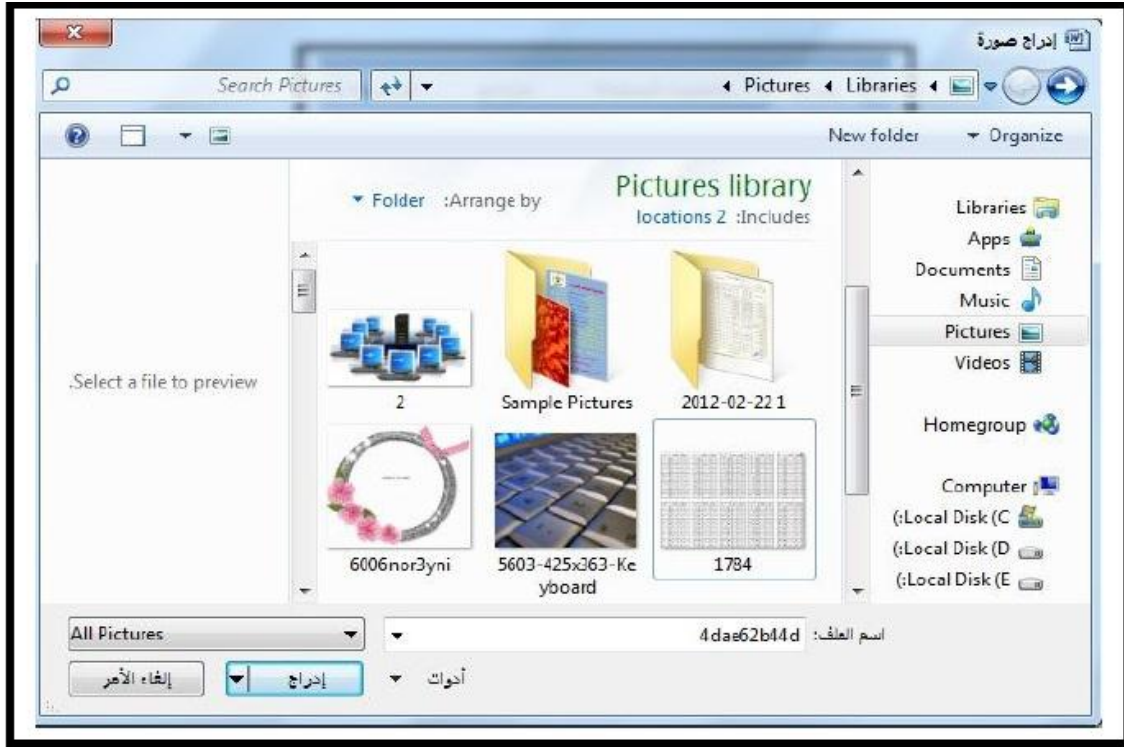 إدراج صورة
Libraries
Pictures
Search Pictures
Organize
New folder
Libraries
Apps
Documents
Music
Pictures
Videos
Homegroup
Computer
(:Local Disk (C
(:Local Disk (D
(:Local Disk (E
Pictures library
locations 2 :Includes
Folder :Arrange by
2012-02-22 1
Sample Pictures
2
1784
5603-425x363-Ke
yboard
6006nor3yni
.Select a file to preview
اسم الملف: 4dae62b44d
All Pictures
أدوات
إدراج
إلغاء الأمر